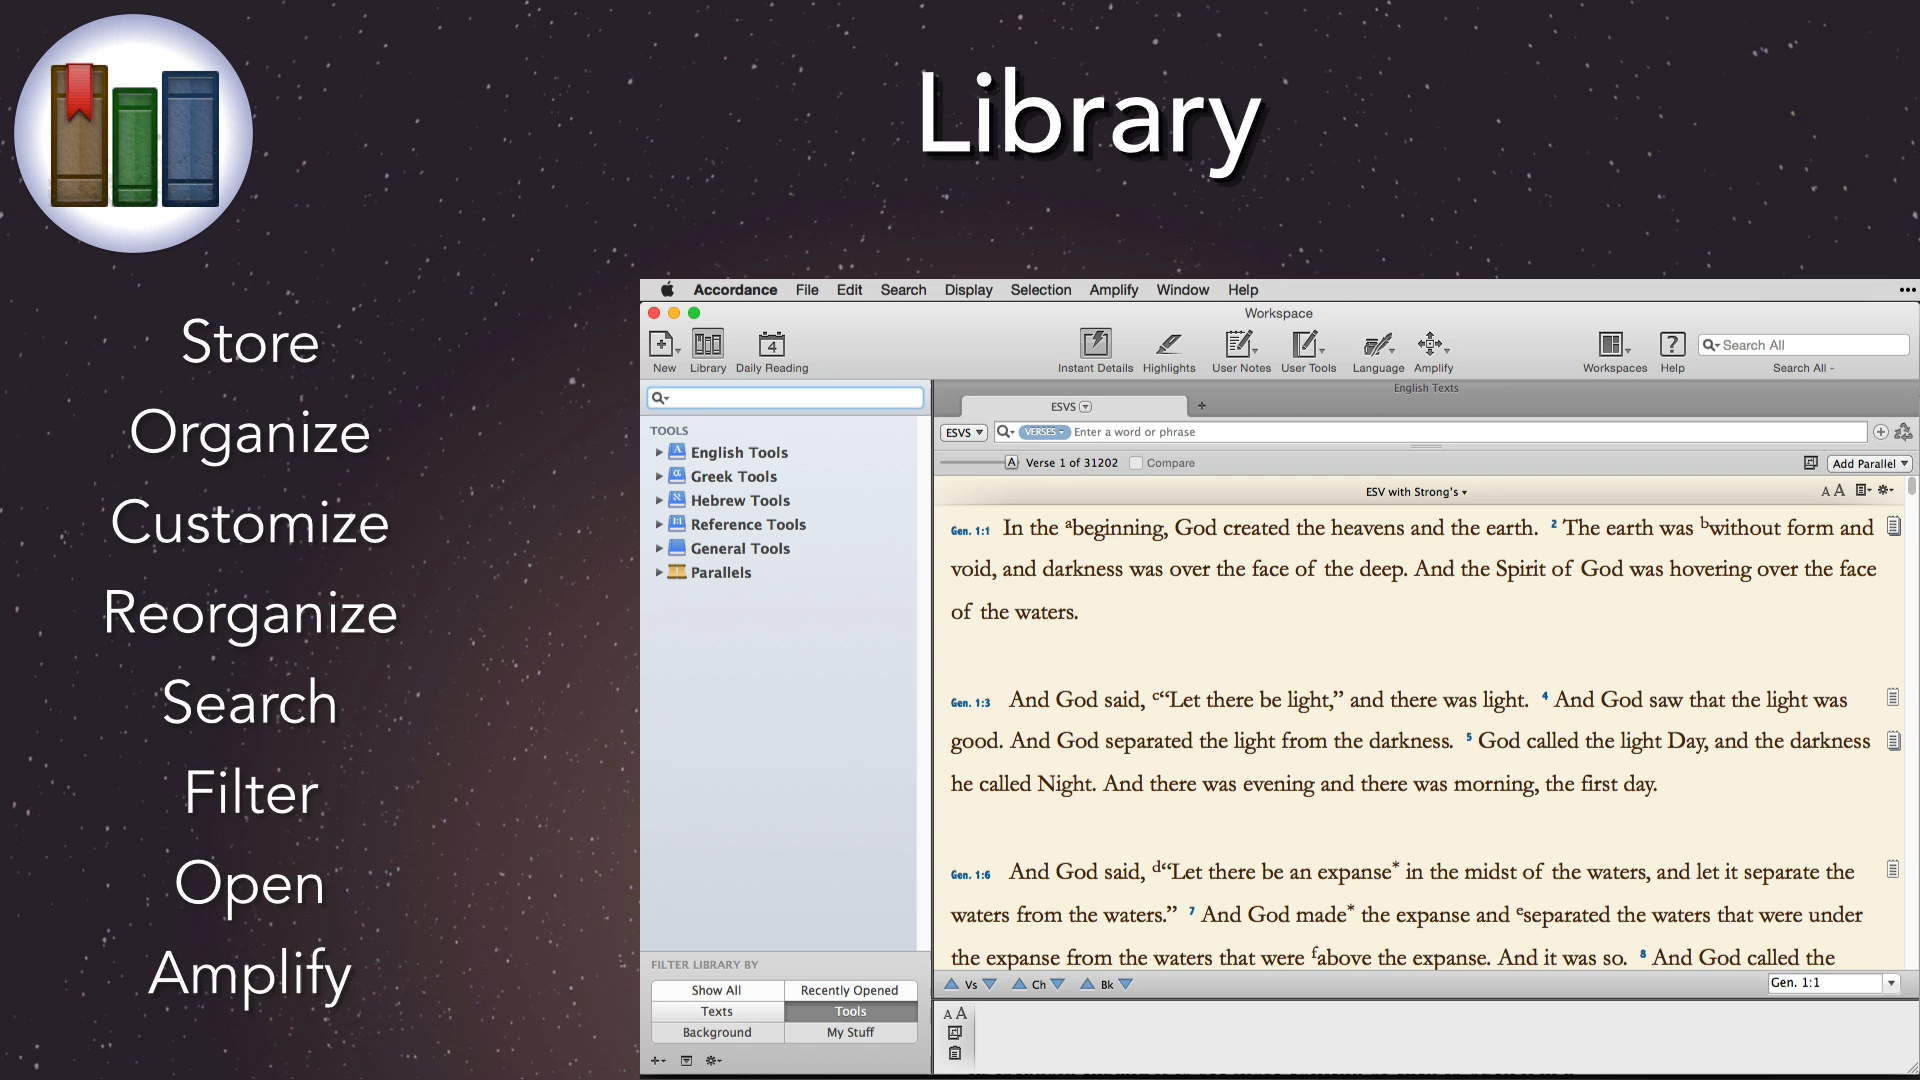 Library
Store
Organize
Customize
Reorganize
Search
Filter
Open
Amplify
Accordance File Edit Search Display Selection Amplify Window Help
Workspace
4
?
Search All
New Library Daily Reading Instant Details Highlights User Notes User Tools Language Amplify Workspaces Help Search All
English Texts
ESVS
ESVS VERSES Enter a word or phrase
A Verse 1 of 31202 Compare Add Parallel
ESV with Strong's
A A
TOOLS
English Tools
Greek Tools
Hebrew Tools
Reference Tools
General Tools
Parallels
Gen. 1:1 In the ᵃbeginning, God created the heavens and the earth. ² The earth was ᵇwithout form and
void, and darkness was over the face of the deep. And the Spirit of God was hovering over the face
of the waters.
Gen. 1:3 And God said, ᶜ“Let there be light,” and there was light. ⁴ And God saw that the light was
good. And God separated the light from the darkness. ⁵ God called the light Day, and the darkness
he called Night. And there was evening and there was morning, the first day.
Gen. 1:6 And God said, ᵈ“Let there be an expanse* in the midst of the waters, and let it separate the
waters from the waters.” ⁷ And God made* the expanse and ᵉseparated the waters that were under
the expanse from the waters that were ᶠabove the expanse. And it was so. ⁸ And God called the
Vs Ch Bk Gen. 1:1
A A
FILTER LIBRARY BY
Show All Recently Opened
Texts Tools
Background My Stuff